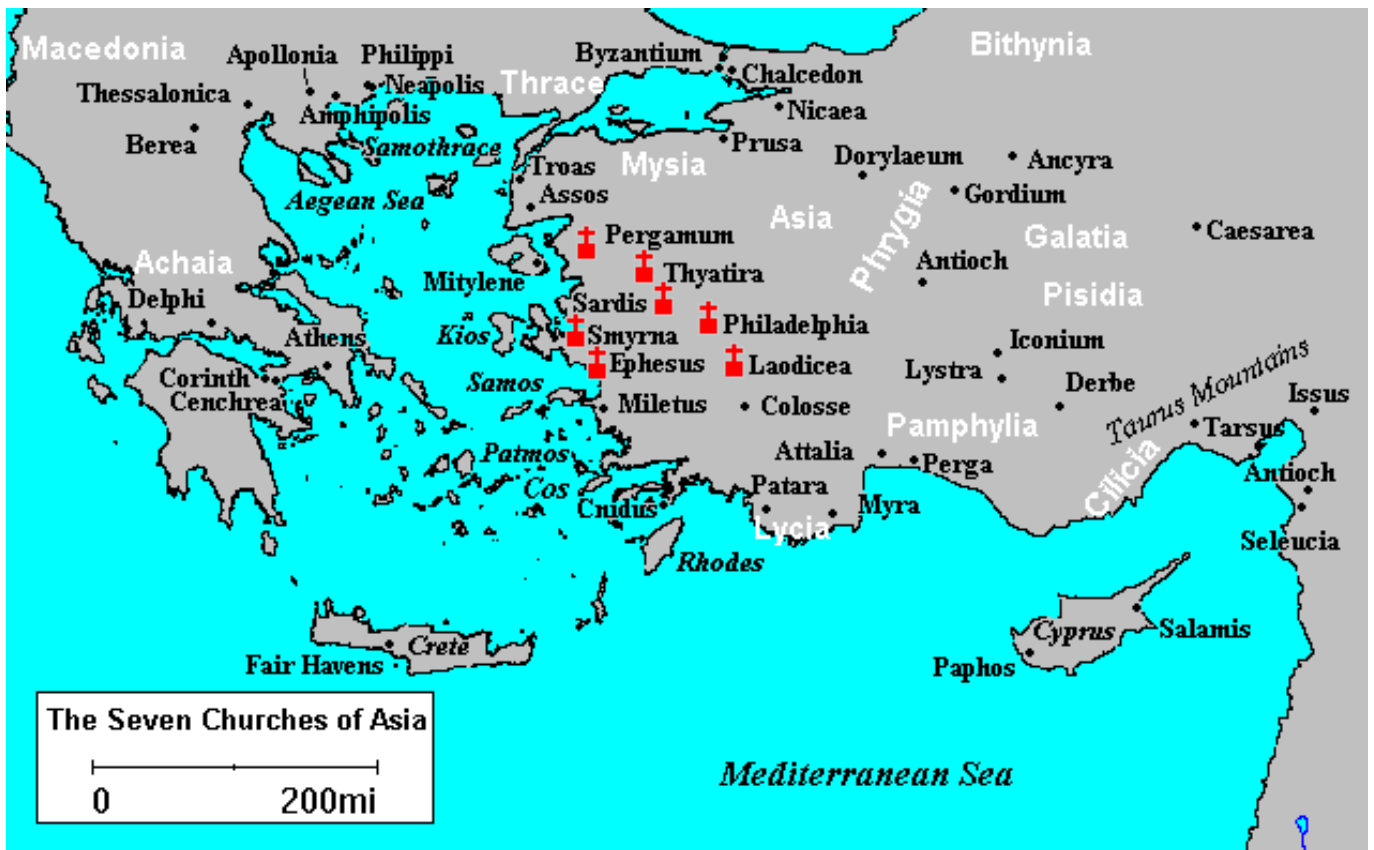 Macedonia
Apollonia
Philippi
Byzantium
Bithynia
Thessalonica
Neapolis
Thrace
Chalcedon
Amphipolis
Nicaea
Berea
Samothrace
Prusa
Troas
Mysia
Dorylaeum
Ancyra
Aegean Sea
Assos
Gordium
Asia
Phrygia
Pergamum
Galatia
Caesarea
Achaia
Mitylene
Thyatira
Antioch
Delphi
Sardis
Pisidia
Athens
Kios
Smyrna
Philadelphia
Iconium
Corinth
Samos
Ephesus
Laodicea
Lystra
Derbe
Taurus Mountains
Issus
Cenchrea
Miletus
Colosse
Pamphylia
Tarsus
Patmos
Attalia
Perga
Cilicia
Antioch
Cos
Cnidus
Patara
Myra
Lycia
Seleucia
Rhodes
Crete
Cyprus
Salamis
Fair Havens
Paphos
The Seven Churches of Asia
0 200mi
Mediterranean Sea